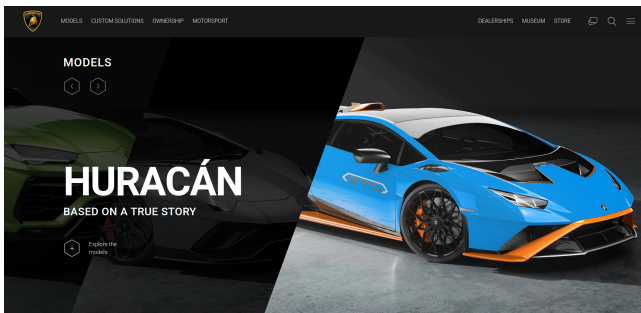 MODELS CUSTOM SOLUTIONS OWNERSHIP MOTORSPORT DEALERSHIPS MUSEUM STORE
MODELS
HURACÁN
BASED ON A TRUE STORY
Explore the
models